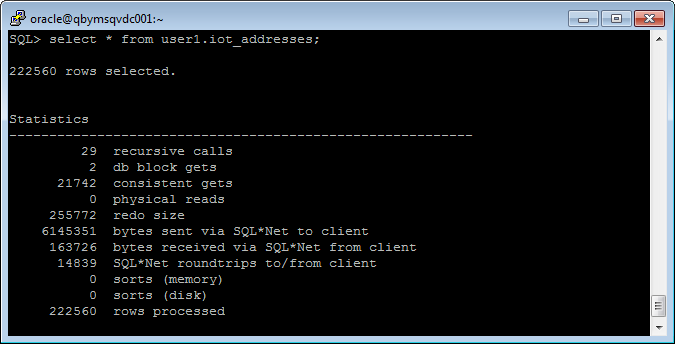 oracle@qbymsqvdc001:~
SQL> select * from user1.iot_addresses;
222560 rows selected.
Statistics
----------------------------------------------------------
29 recursive calls
2 db block gets
21742 consistent gets
0 physical reads
255772 redo size
6145351 bytes sent via SQL*Net to client
163726 bytes received via SQL*Net from client
14839 SQL*Net roundtrips to/from client
0 sorts (memory)
0 sorts (disk)
222560 rows processed